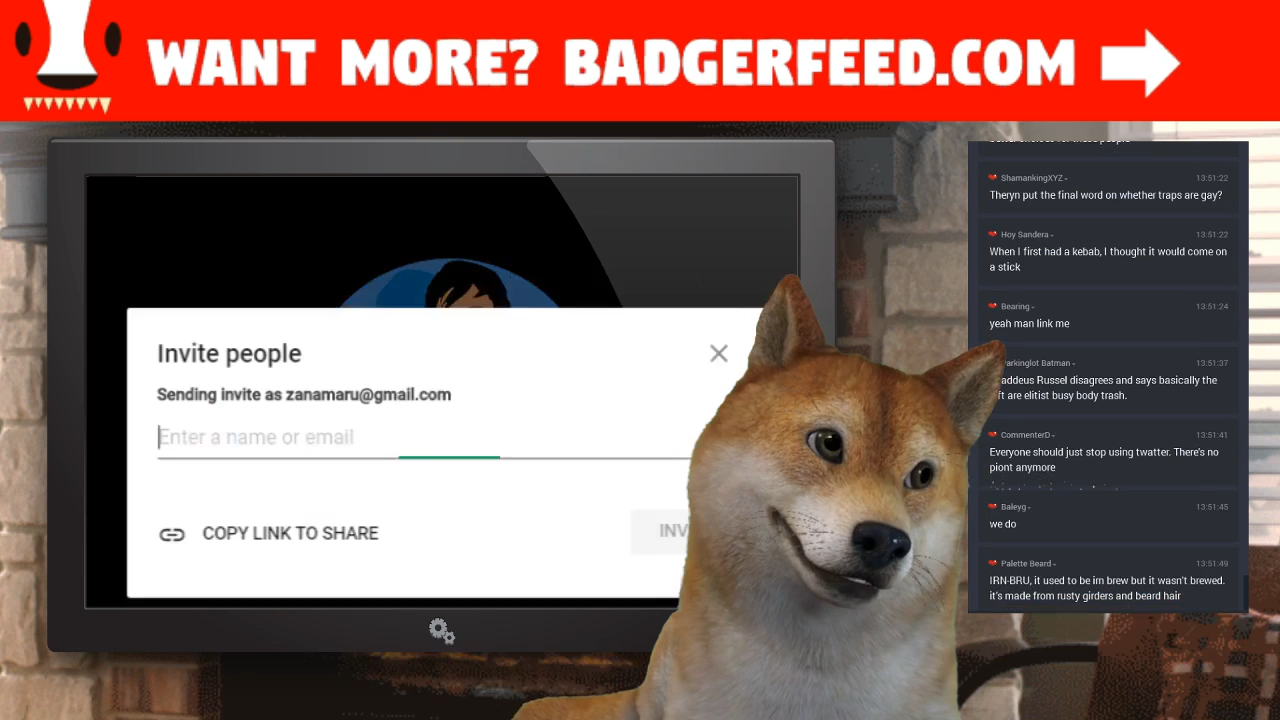 WANT MORE? BADGERFEED.COM
Invite people
Sending invite as zanamaru@gmail.com
Enter a name or email
COPY LINK TO SHARE
ShamankingXYZ
13:51:22
Theryn put the final word on whether traps are gay?
Hoy Sandera
13:51:22
When I first had a kebab, I thought it would come on
a stick
Bearing
13:51:24
yeah man link me
arkinglot Batman
13:51:37
addeus Russel disagrees and says basically the
ft are elitist busy body trash.
CommenterD
13:51:41
Everyone should just stop using twatter. There's no
piont anymore
Baleyg
13:51:45
we do
Palette Beard
13:51:49
IRN-BRU, it used to be irn brew but it wasn't brewed.
it's made from rusty girders and beard hair